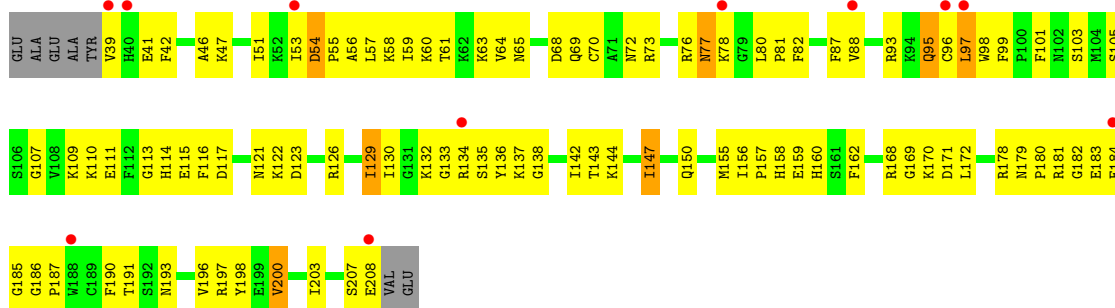 GLU ALA GLU ALA TYR V39 H40 E41 F42 A46 K47 I51 K52 I53 D54 P55 A56 L57 K58 I59 K60 T61 K62 K63 V64 N65 D68 Q69 C70 A71 N72 R73 R76 N77 K78 G79 L80 P81 F82 F87 V88 R93 K94 Q95 C96 L97 W98 F99 P100 F101 N102 S103 M104 S105
S106 G107 V108 K109 K110 E111 F112 G113 H114 E115 F116 D117 N121 K122 D123 R126 I129 I130 G131 K132 G133 R134 S135 Y136 K137 G138 I142 T143 K144 I147 Q150 M155 I156 P157 H158 E159 H160 S161 F162 R168 G169 K170 D171 L172 R178 N179 P180 R181 G182 E183 E184
G185 G186 P187 W188 C189 F190 T191 S192 N193 V196 R197 Y198 E199 V200 I203 S207 E208 VAL GLU